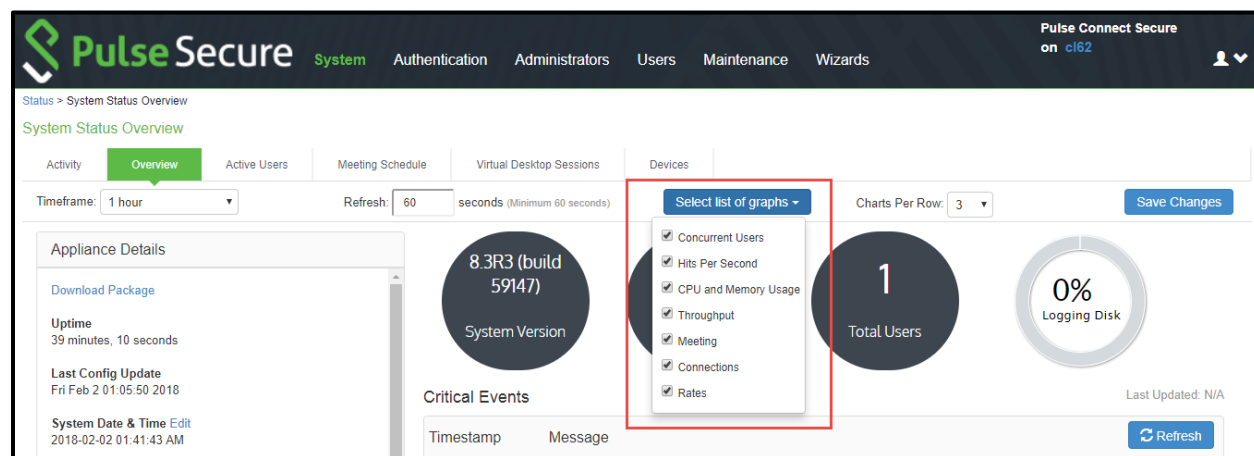 Pulse Secure
System Authentication Administrators Users Maintenance Wizards
Pulse Connect Secure
on cl62
Status > System Status Overview
System Status Overview
Activity Overview Active Users Meeting Schedule Virtual Desktop Sessions Devices
Timeframe: 1 hour Refresh: 60 seconds (Minimum 60 seconds) Select list of graphs Charts Per Row: 3 Save Changes
Concurrent Users
Hits Per Second
CPU and Memory Usage
Throughput
Meeting
Connections
Rates
Appliance Details
Download Package
Uptime
39 minutes, 10 seconds
Last Config Update
Fri Feb 2 01:05:50 2018
System Date & Time Edit
2018-02-02 01:41:43 AM
8.3R3 (build
59147)
System Version
1
Total Users
0%
Logging Disk
Critical Events
Last Updated: N/A
Timestamp Message Refresh